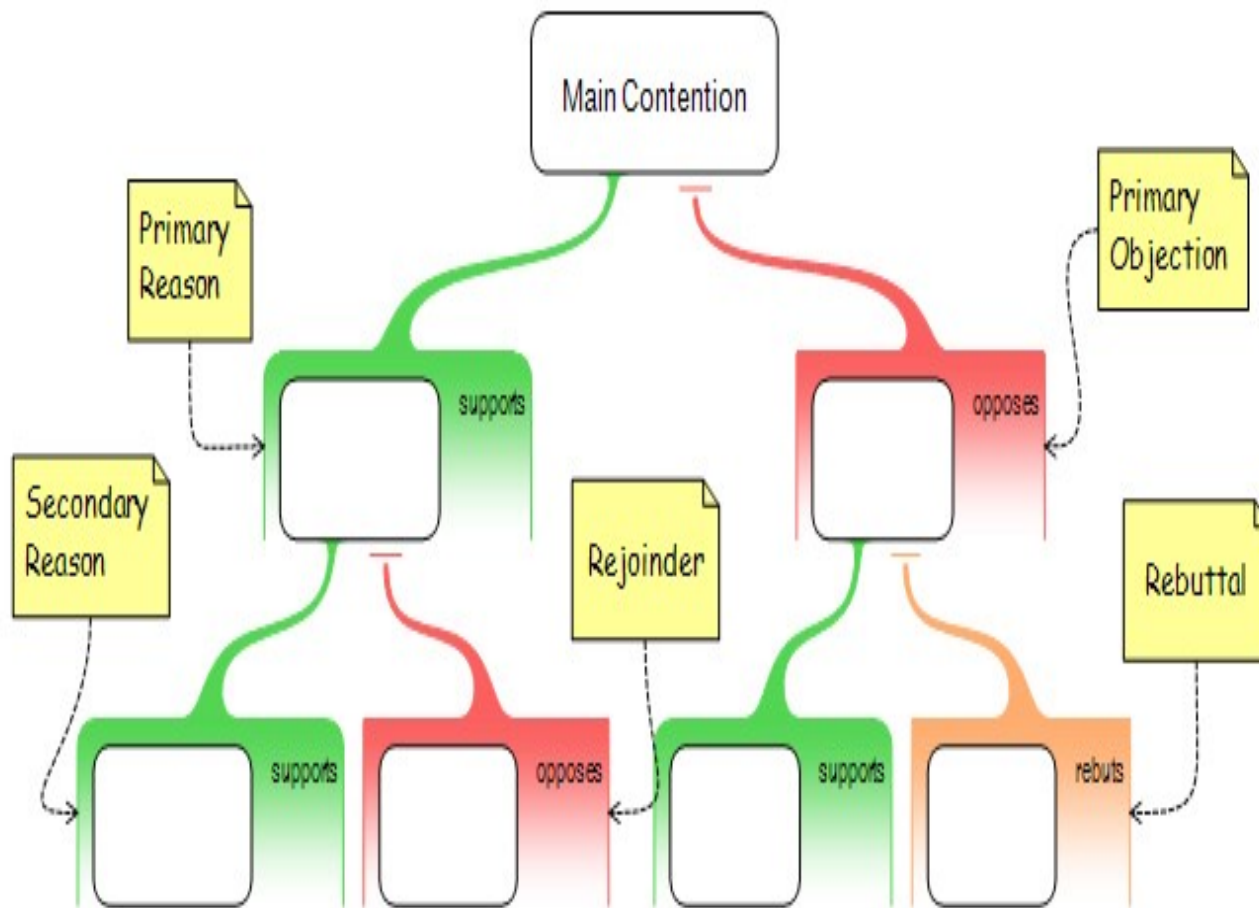 Main Contention
Primary
Reason
Primary
Objection
supports
opposes
Secondary
Reason
Rejoinder
Rebuttal
supports
opposes
supports
rebuts